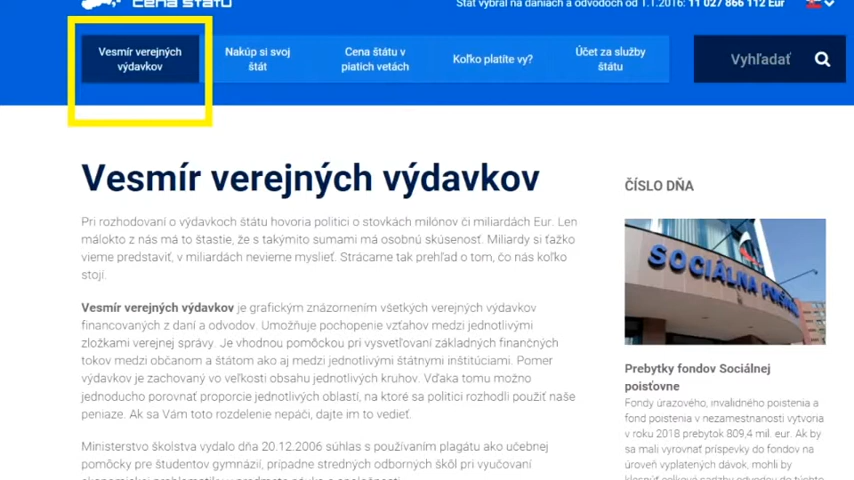 cena štátu
Štát vybral na daniach a odvodoch od 1.1.2016: 11 027 866 112 Eur
Vesmír verejných
výdavkov
Nakúp si svoj
štát
Cena štátu v
piatich vetách
Koľko platíte vy?
Účet za služby
štátu
Vyhľadať
Vesmír verejných výdavkov
Pri rozhodovaní o výdavkoch štátu hovoria politici o stovkách miliónov či miliardách Eur. Len
málokto z nás má to šťastie, že s takýmito sumami má osobnú skúsenosť. Miliardy si ťažko
vieme predstaviť, v miliardách nevieme myslieť. Strácame tak prehľad o tom, čo nás koľko
stojí.
Vesmír verejných výdavkov je grafickým znázornením všetkých verejných výdavkov
financovaných z daní a odvodov. Umožňuje pochopenie vzťahov medzi jednotlivými
zložkami verejnej správy. Je vhodnou pomôckou pri vysvetľovaní základných finančných
tokov medzi občanom a štátom ako aj medzi jednotlivými štátnymi inštitúciami. Pomer
výdavkov je zachovaný vo veľkosti obsahu jednotlivých kruhov. Vďaka tomu možno
jednoducho porovnať proporcie jednotlivých oblastí, na ktoré sa politici rozhodli použiť naše
peniaze. Ak sa Vám toto rozdelenie nepáči, dajte im to vedieť.
Ministerstvo školstva vydalo dňa 20.12.2006 súhlas s používaním plagátu ako učebnej
pomôcky pre študentov gymnázií, prípadne stredných odborných škôl pri vyučovaní
ČÍSLO DŇA
SOCIÁLNA POISŤOVŇA
Prebytky fondov Sociálnej
poisťovne
Fondy úrazového, invalidného poistenia a
fond poistenia v nezamestnanosti vytvoria
v roku 2018 prebytok 809,4 mil. eur. Ak by
sa mali vyrovnať príspevky do fondov na
úroveň vyplatených dávok, mohli by
klesnúť celkové sadzby odvodov do týchto